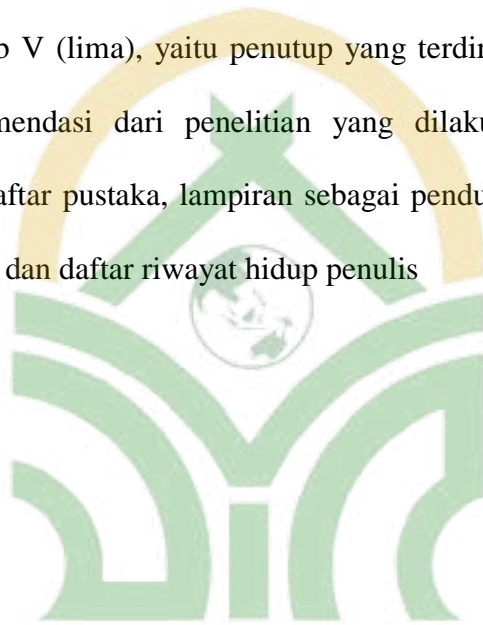 b V (lima), yaitu penutup yang terdir
mendasi dari penelitian yang dilaku
aftar pustaka, lampiran sebagai pendu
dan daftar riwayat hidup penulis